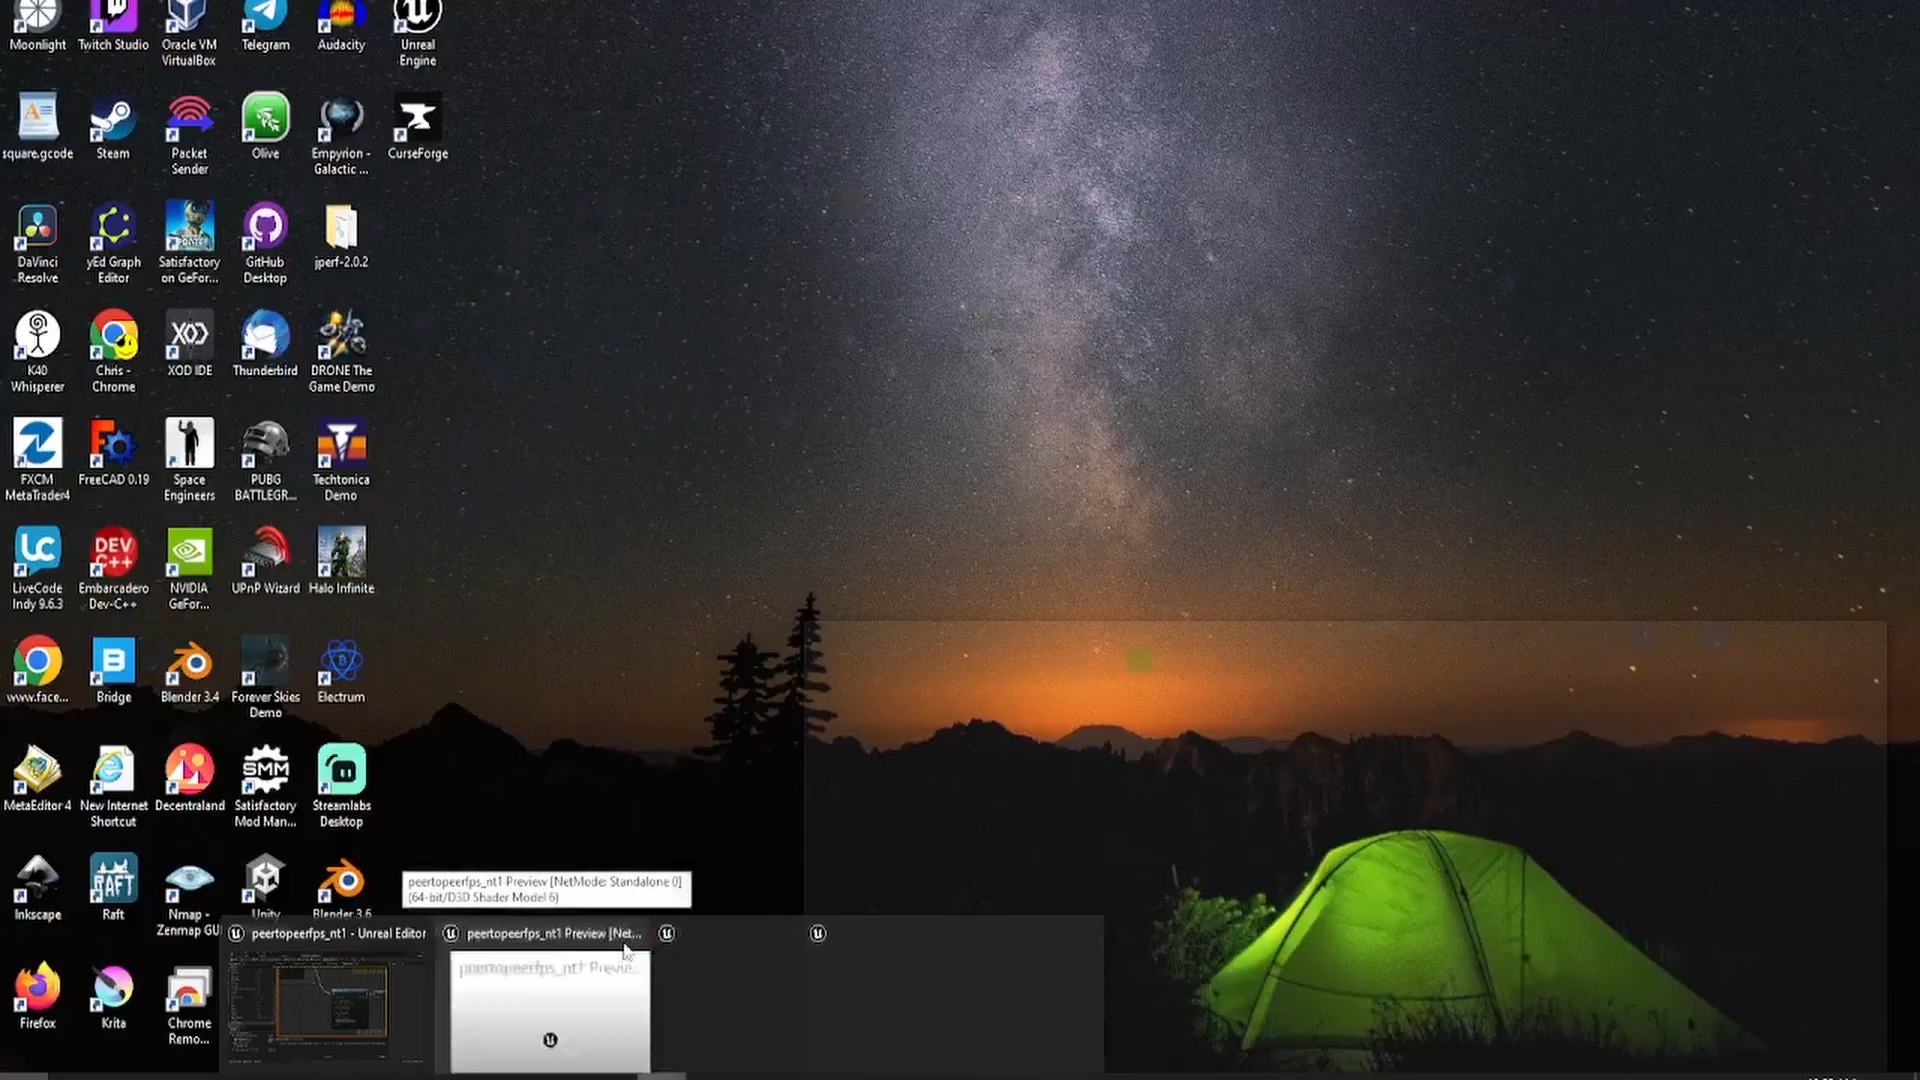 Moonlight
Twitch Studio
Oracle VM
VirtualBox
Telegram
Audacity
Unreal
Engine
square.gcode
Steam
Packet
Sender
Olive
Empyrion -
Galactic ...
CurseForge
DaVinci
Resolve
yEd Graph
Editor
Satisfactory
on GeFor...
GitHub
Desktop
jperf-2.0.2
K40
Whisperer
Chris -
Chrome
XOD
XOD IDE
Thunderbird
DRONE The
Game Demo
FXCM
MetaTrader4
FreeCAD 0.19
Space
Engineers
PUBG
BATTLEGR...
Techtonica
Demo
LC
LiveCode
Indy 9.6.3
DEV
C++
Embarcadero
Dev-C++
NVIDIA
GeFor...
UPnP Wizard
Halo Infinite
www.face...
B
Bridge
Blender 3.4
Forever Skies
Demo
Electrum
MetaEditor 4
New Internet
Shortcut
Decentraland
SMM
Satisfactory
Mod Man...
Streamlabs
Desktop
Inkscape
RAFT
Raft
Nmap -
Zenmap GUI
Unity
Blender 3.6
peertopeerfps_nt1 Preview [NetMode: Standalone 0]
(64-bit/D3D Shader Model 6)
peertopeerfps_nt1 - Unreal Editor
peertopeerfps_nt1 Preview [Net...
peertopeerfps_nt1 Previe...
Firefox
Krita
Chrome
Remo...